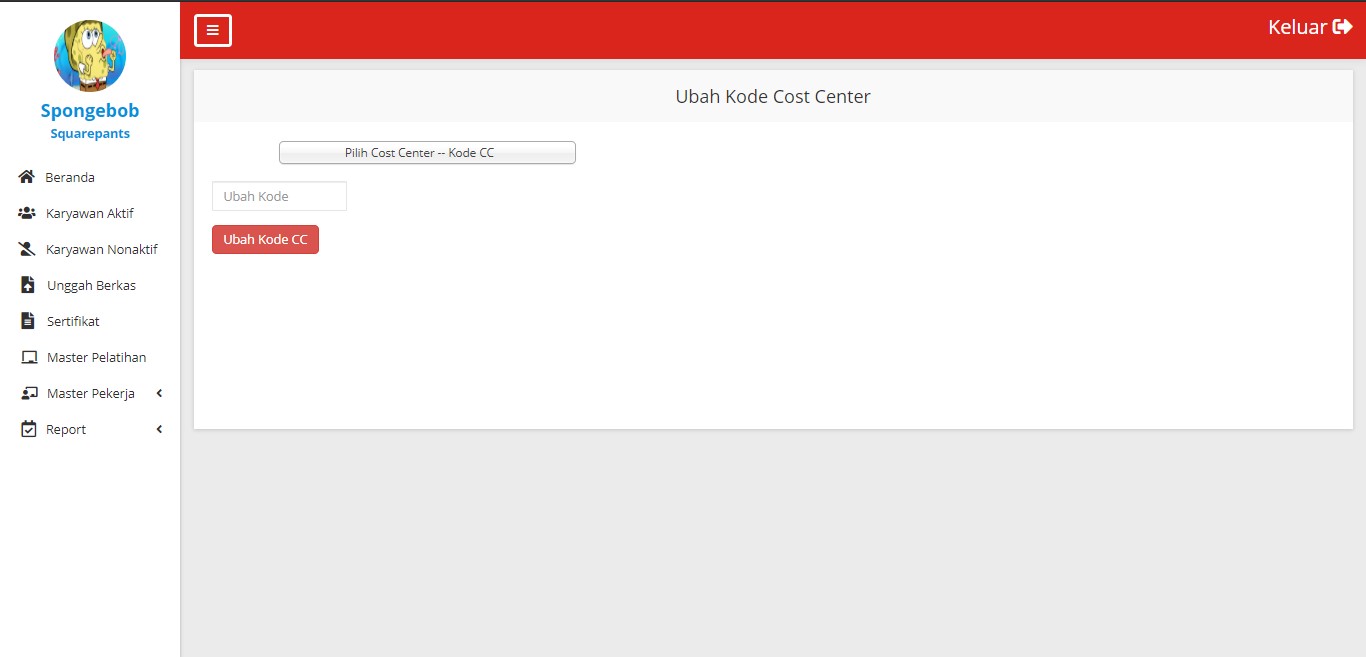 Keluar
Spongebob
Squarepants
Beranda
Karyawan Aktif
Karyawan Nonaktif
Unggah Berkas
Sertifikat
Master Pelatihan
Master Pekerja
Report
Ubah Kode Cost Center
Pilih Cost Center -- Kode CC
Ubah Kode
Ubah Kode CC